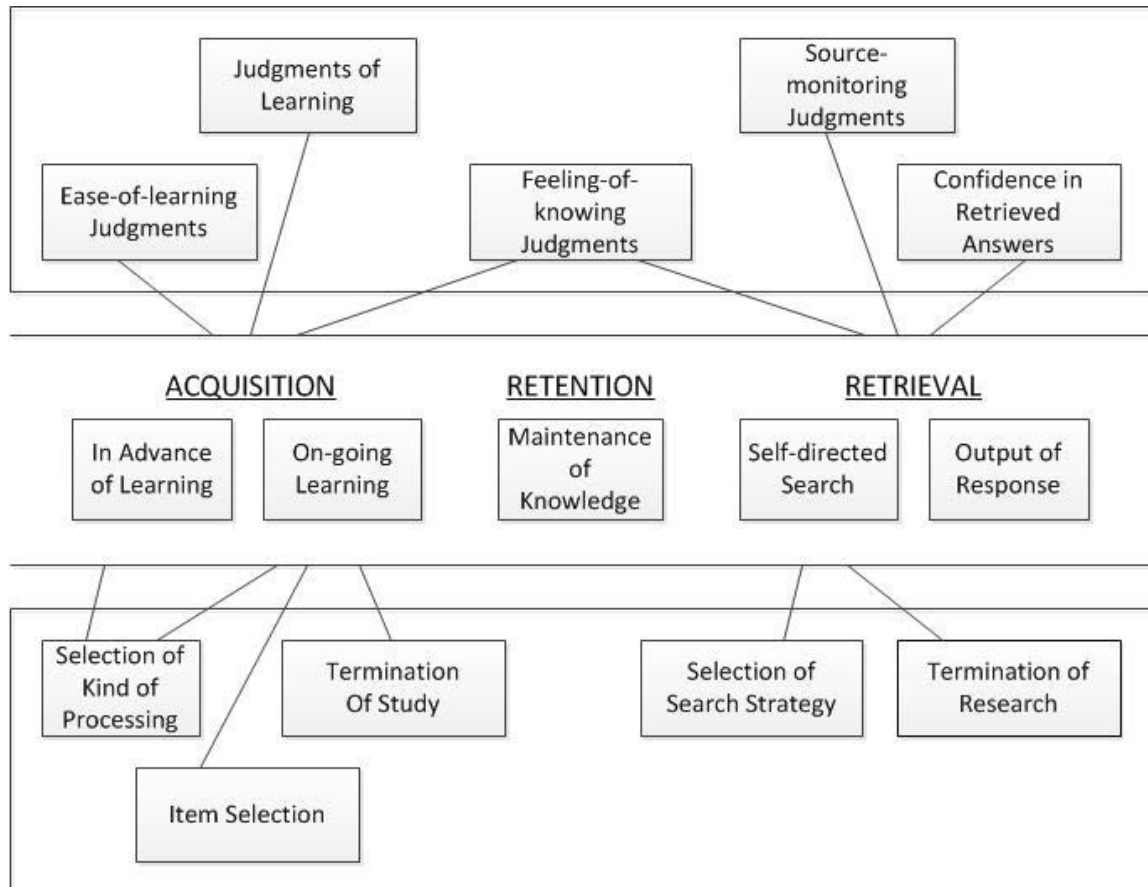 Judgments of
Learning
Source-
monitoring
Judgments
Ease-of-learning
Judgments
Feeling-of-
knowing
Judgments
Confidence in
Retrieved
Answers
ACQUISITION
RETENTION
RETRIEVAL
In Advance
of Learning
On-going
Learning
Maintenance
of
Knowledge
Self-directed
Search
Output of
Response
Selection of
Kind of
Processing
Termination
Of Study
Selection of
Search Strategy
Termination of
Research
Item Selection